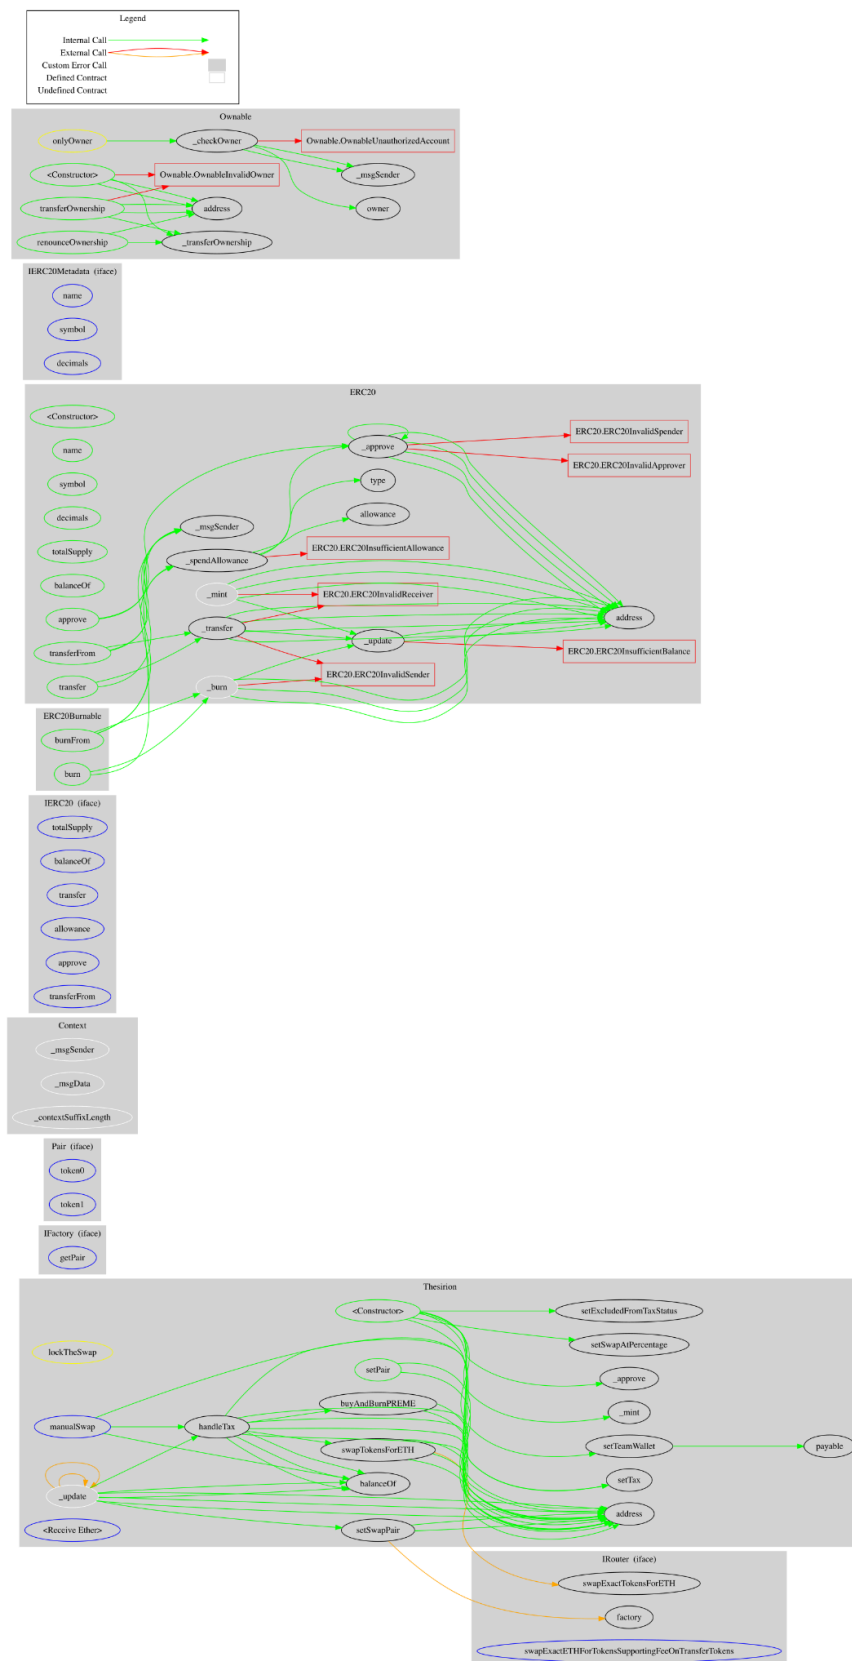 Legend
Internal Call
External Call
Custom Error Call
Defined Contract
Undefined Contract
Ownable
onlyOwner
_checkOwner
Ownable.OwnableUnauthorizedAccount
<Constructor>
Ownable.OwnableInvalidOwner
_msgSender
transferOwnership
address
owner
renounceOwnership
_transferOwnership
IERC20Metadata (iface)
name
symbol
decimals
ERC20
<Constructor>
_approve
ERC20.ERC20InvalidSpender
name
ERC20.ERC20InvalidApprover
symbol
type
decimals
_msgSender
allowance
totalSupply
_spendAllowance
ERC20.ERC20InsufficientAllowance
balanceOf
_mint
ERC20.ERC20InvalidReceiver
approve
_transfer
address
transferFrom
_update
ERC20.ERC20InsufficientBalance
transfer
_burn
ERC20.ERC20InvalidSender
ERC20Burnable
burnFrom
burn
IERC20 (iface)
totalSupply
balanceOf
transfer
allowance
approve
transferFrom
Context
_msgSender
_msgData
_contextSuffixLength
Pair (iface)
token0
token1
IFactory (iface)
getPair
Thesirion
<Constructor>
setExcludedFromTaxStatus
lockTheSwap
setSwapAtPercentage
setPair
_approve
buyAndBurnPREME
_mint
manualSwap
handleTax
swapTokensForETH
setTeamWallet
payable
_update
balanceOf
setTax
<Receive Ether>
setSwapPair
address
IRouter (iface)
swapExactTokensForETH
factory
swapExactETHForTokensSupportingFeeOnTransferTokens